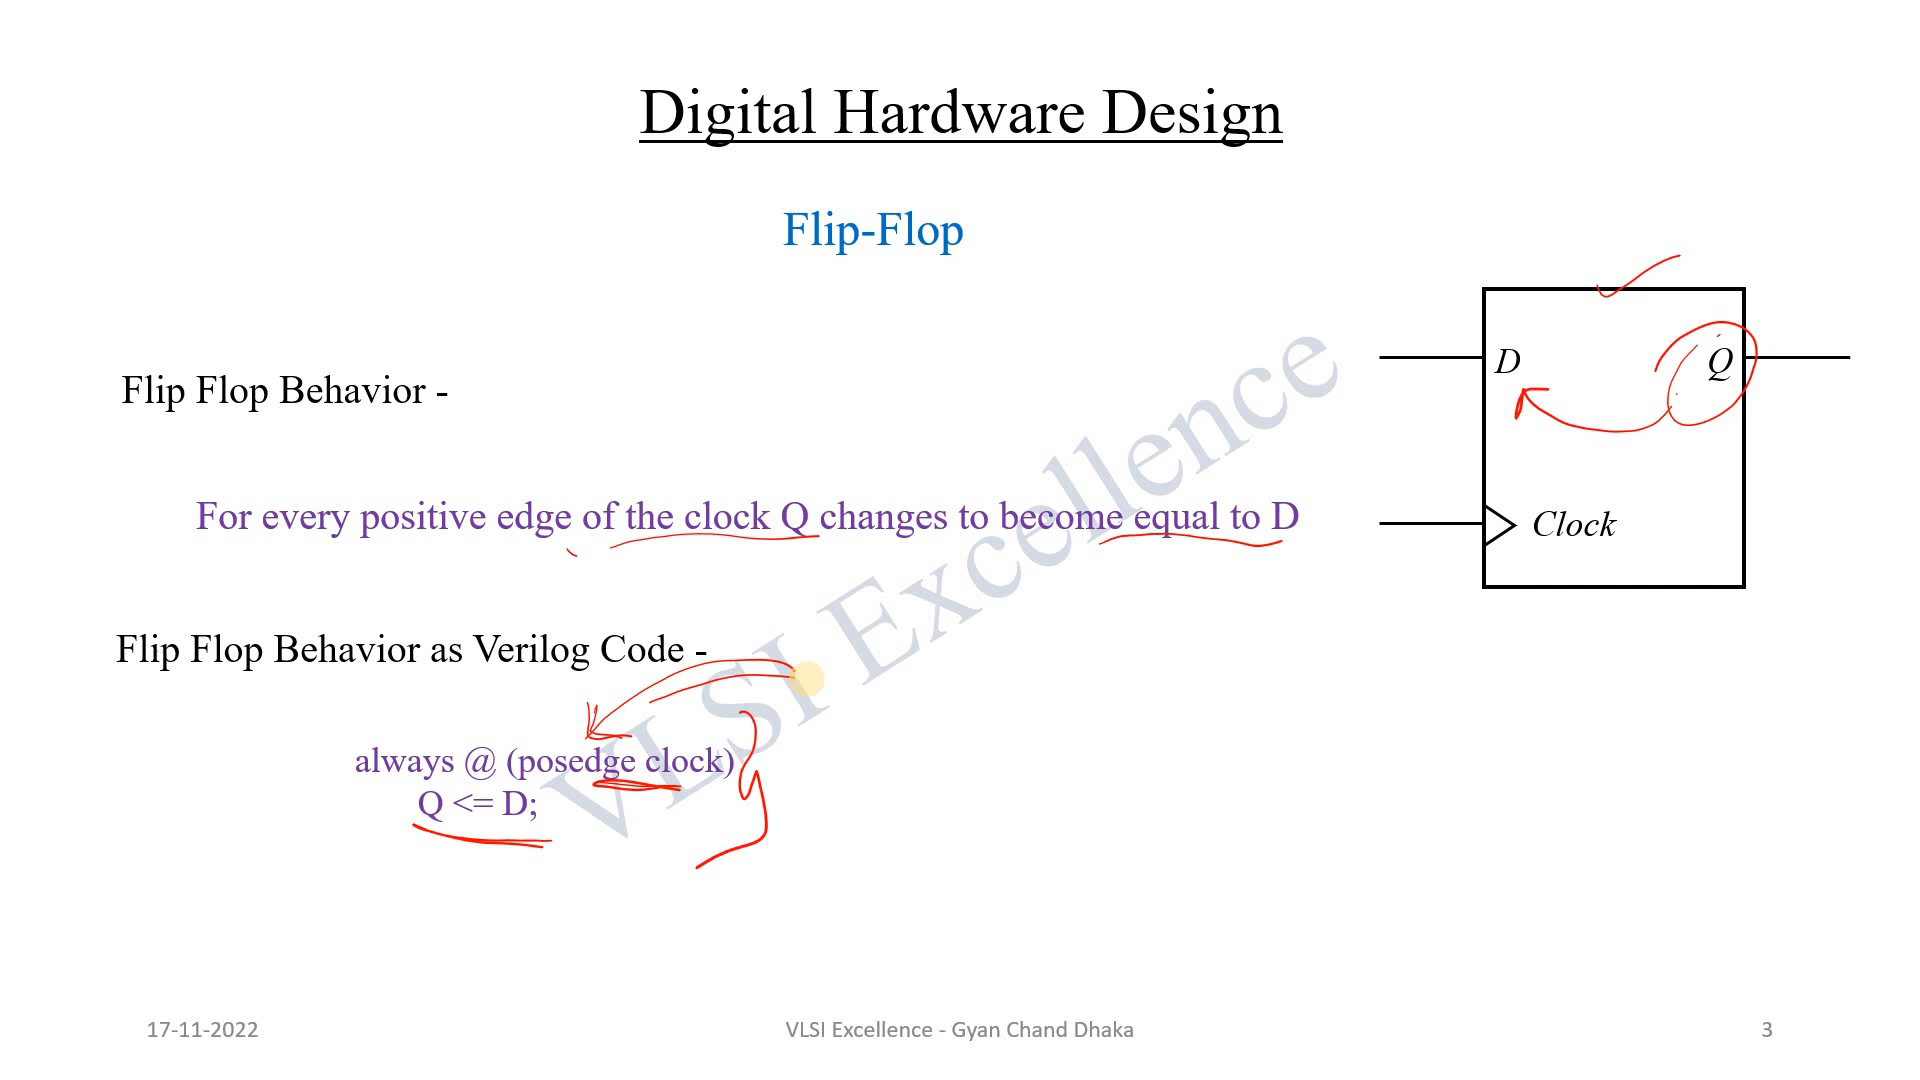 Digital Hardware Design
Flip-Flop
Flip Flop Behavior -
For every positive edge of the clock Q changes to become equal to D
Flip Flop Behavior as Verilog Code -
always @ (posedge clock)
Q <= D;
D
Q
Clock
VLSI Excellence
17-11-2022
VLSI Excellence - Gyan Chand Dhaka
3